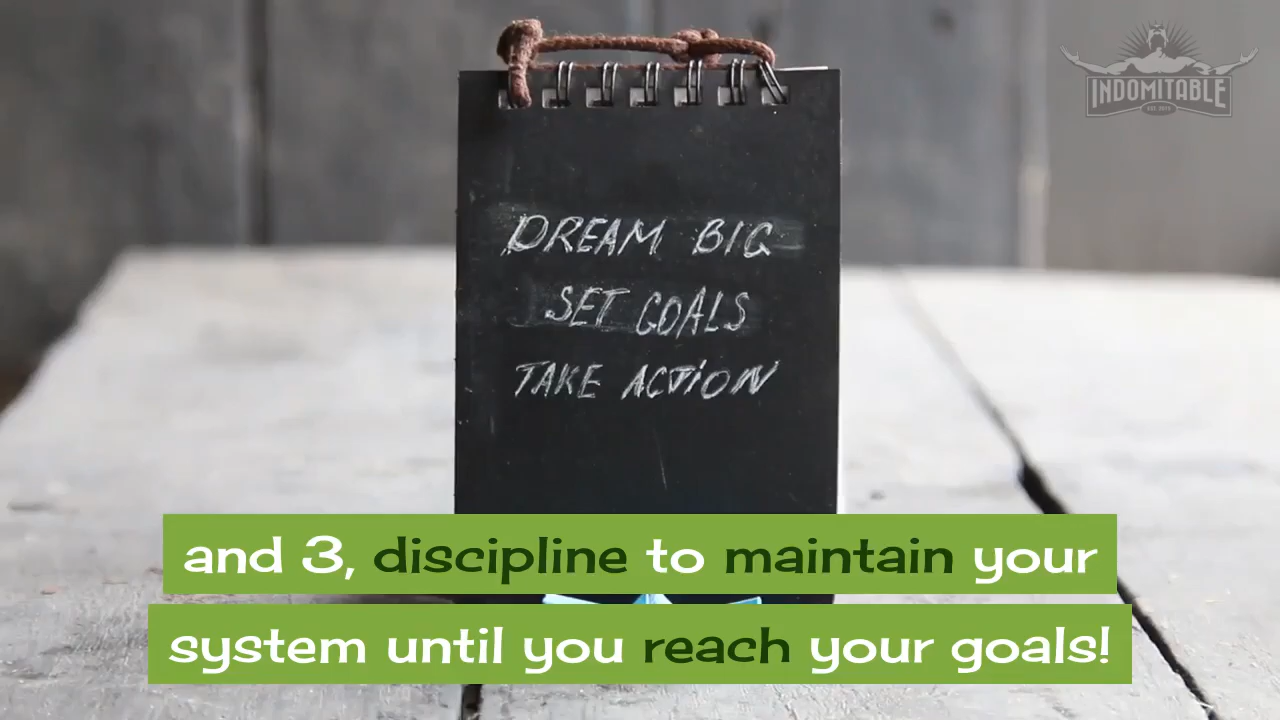 INDOMITABLE
DREAM BIG
SET GOALS
TAKE ACTION
and 3, discipline to maintain your
system until you reach your goals!